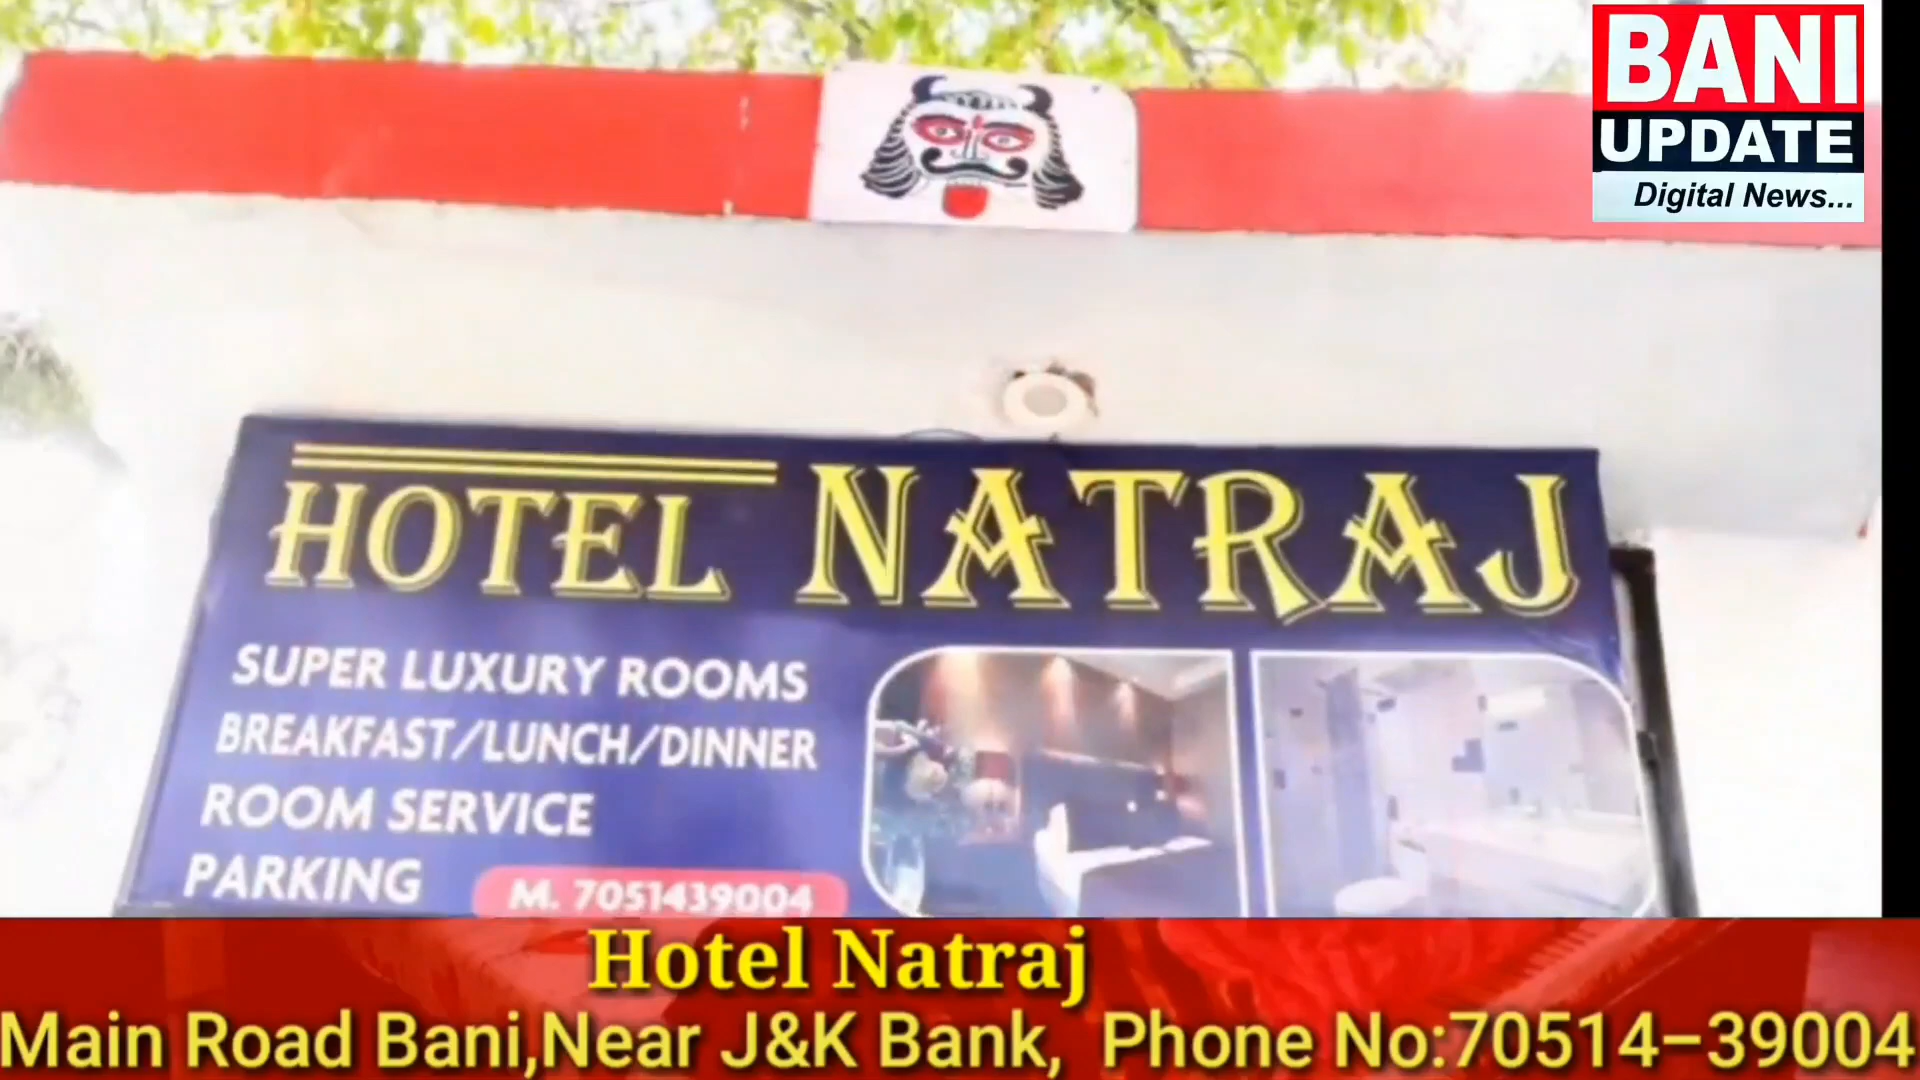 BANI
UPDATE
Digital News...
HOTEL NATRAJ
SUPER LUXURY ROOMS
BREAKFAST/LUNCH/DINNER
ROOM SERVICE
PARKING
M. 7051439004
Hotel Natraj
Main Road Bani,Near J&K Bank, Phone No:70514-39004